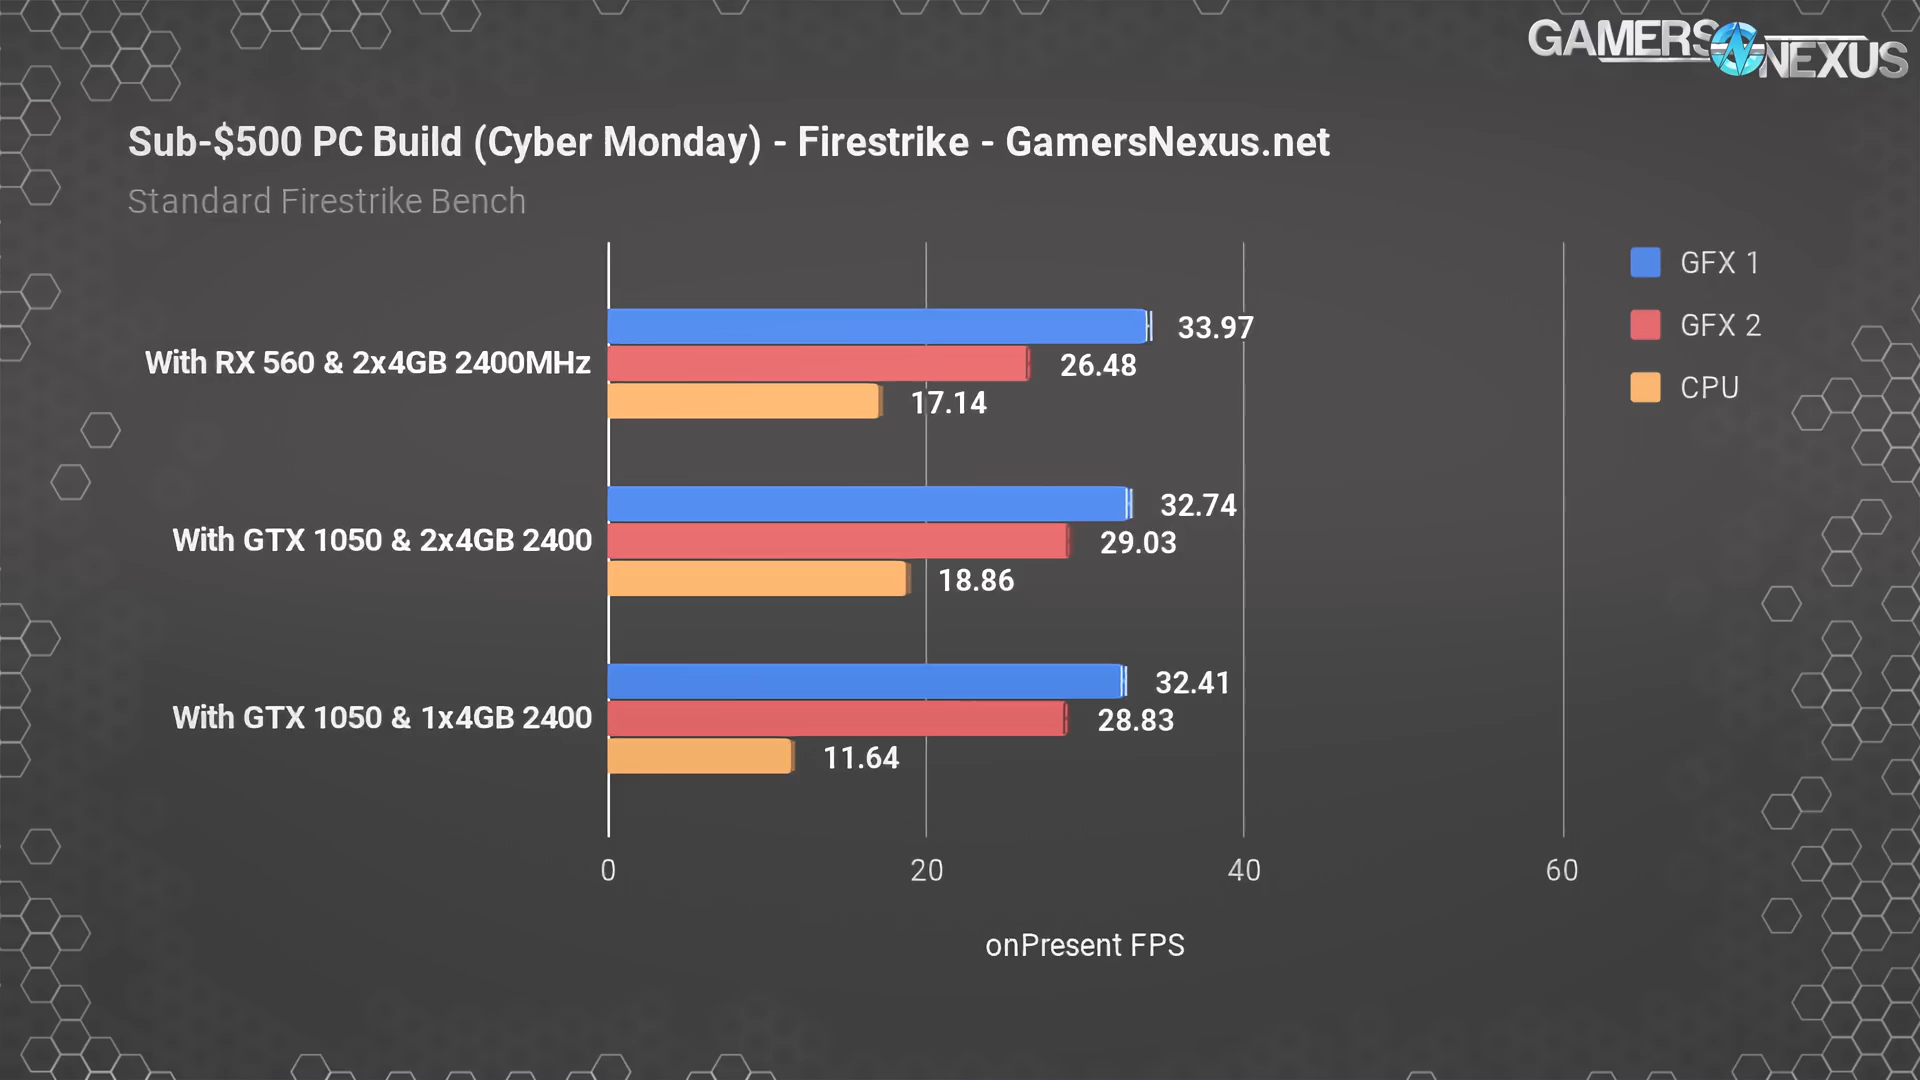 GAMERS NEXUS
Sub-$500 PC Build (Cyber Monday) - Firestrike - GamersNexus.net
Standard Firestrike Bench
GFX 1
GFX 2
CPU
With RX 560 & 2x4GB 2400MHz
33.97
26.48
17.14
With GTX 1050 & 2x4GB 2400
32.74
29.03
18.86
With GTX 1050 & 1x4GB 2400
32.41
28.83
11.64
0 20 40 60
onPresent FPS